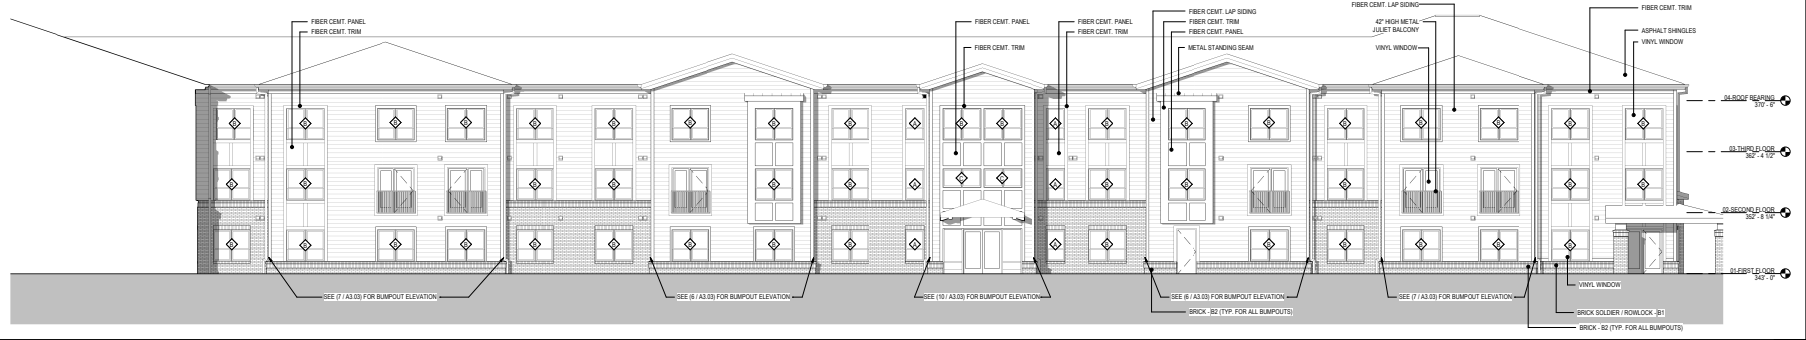 FIBER CEMT. PANEL
FIBER CEMT. TRIM
FIBER CEMT. PANEL
FIBER CEMT. TRIM
FIBER CEMT. PANEL
FIBER CEMT. TRIM
FIBER CEMT. LAP SIDING
FIBER CEMT. TRIM
FIBER CEMT. PANEL
METAL STANDING SEAM
FIBER CEMT. LAP SIDING
42" HIGH METAL
JULIET BALCONY
VINYL WINDOW
FIBER CEMT. TRIM
ASPHALT SHINGLES
VINYL WINDOW
04-ROOF BEARING
370' - 6"
03-THIRD FLOOR
362' - 4 1/2"
02-SECOND FLOOR
352' - 8 1/4"
01-FIRST FLOOR
343' - 0"
B B B B B B B B B A B B A B B B B B B B B
B B B B B B A C C A B B B B B B
B B B B B B B B A A B B B B B B B
SEE (7 / A3.03) FOR BUMPOUT ELEVATION
SEE (6 / A3.03) FOR BUMPOUT ELEVATION
SEE (10 / A3.03) FOR BUMPOUT ELEVATION
SEE (6 / A3.03) FOR BUMPOUT ELEVATION
SEE (7 / A3.03) FOR BUMPOUT ELEVATION
VINYL WINDOW
BRICK - B2 (TYP. FOR ALL BUMPOUTS)
BRICK SOLDIER / ROWLOCK - B1
BRICK - B2 (TYP. FOR ALL BUMPOUTS)